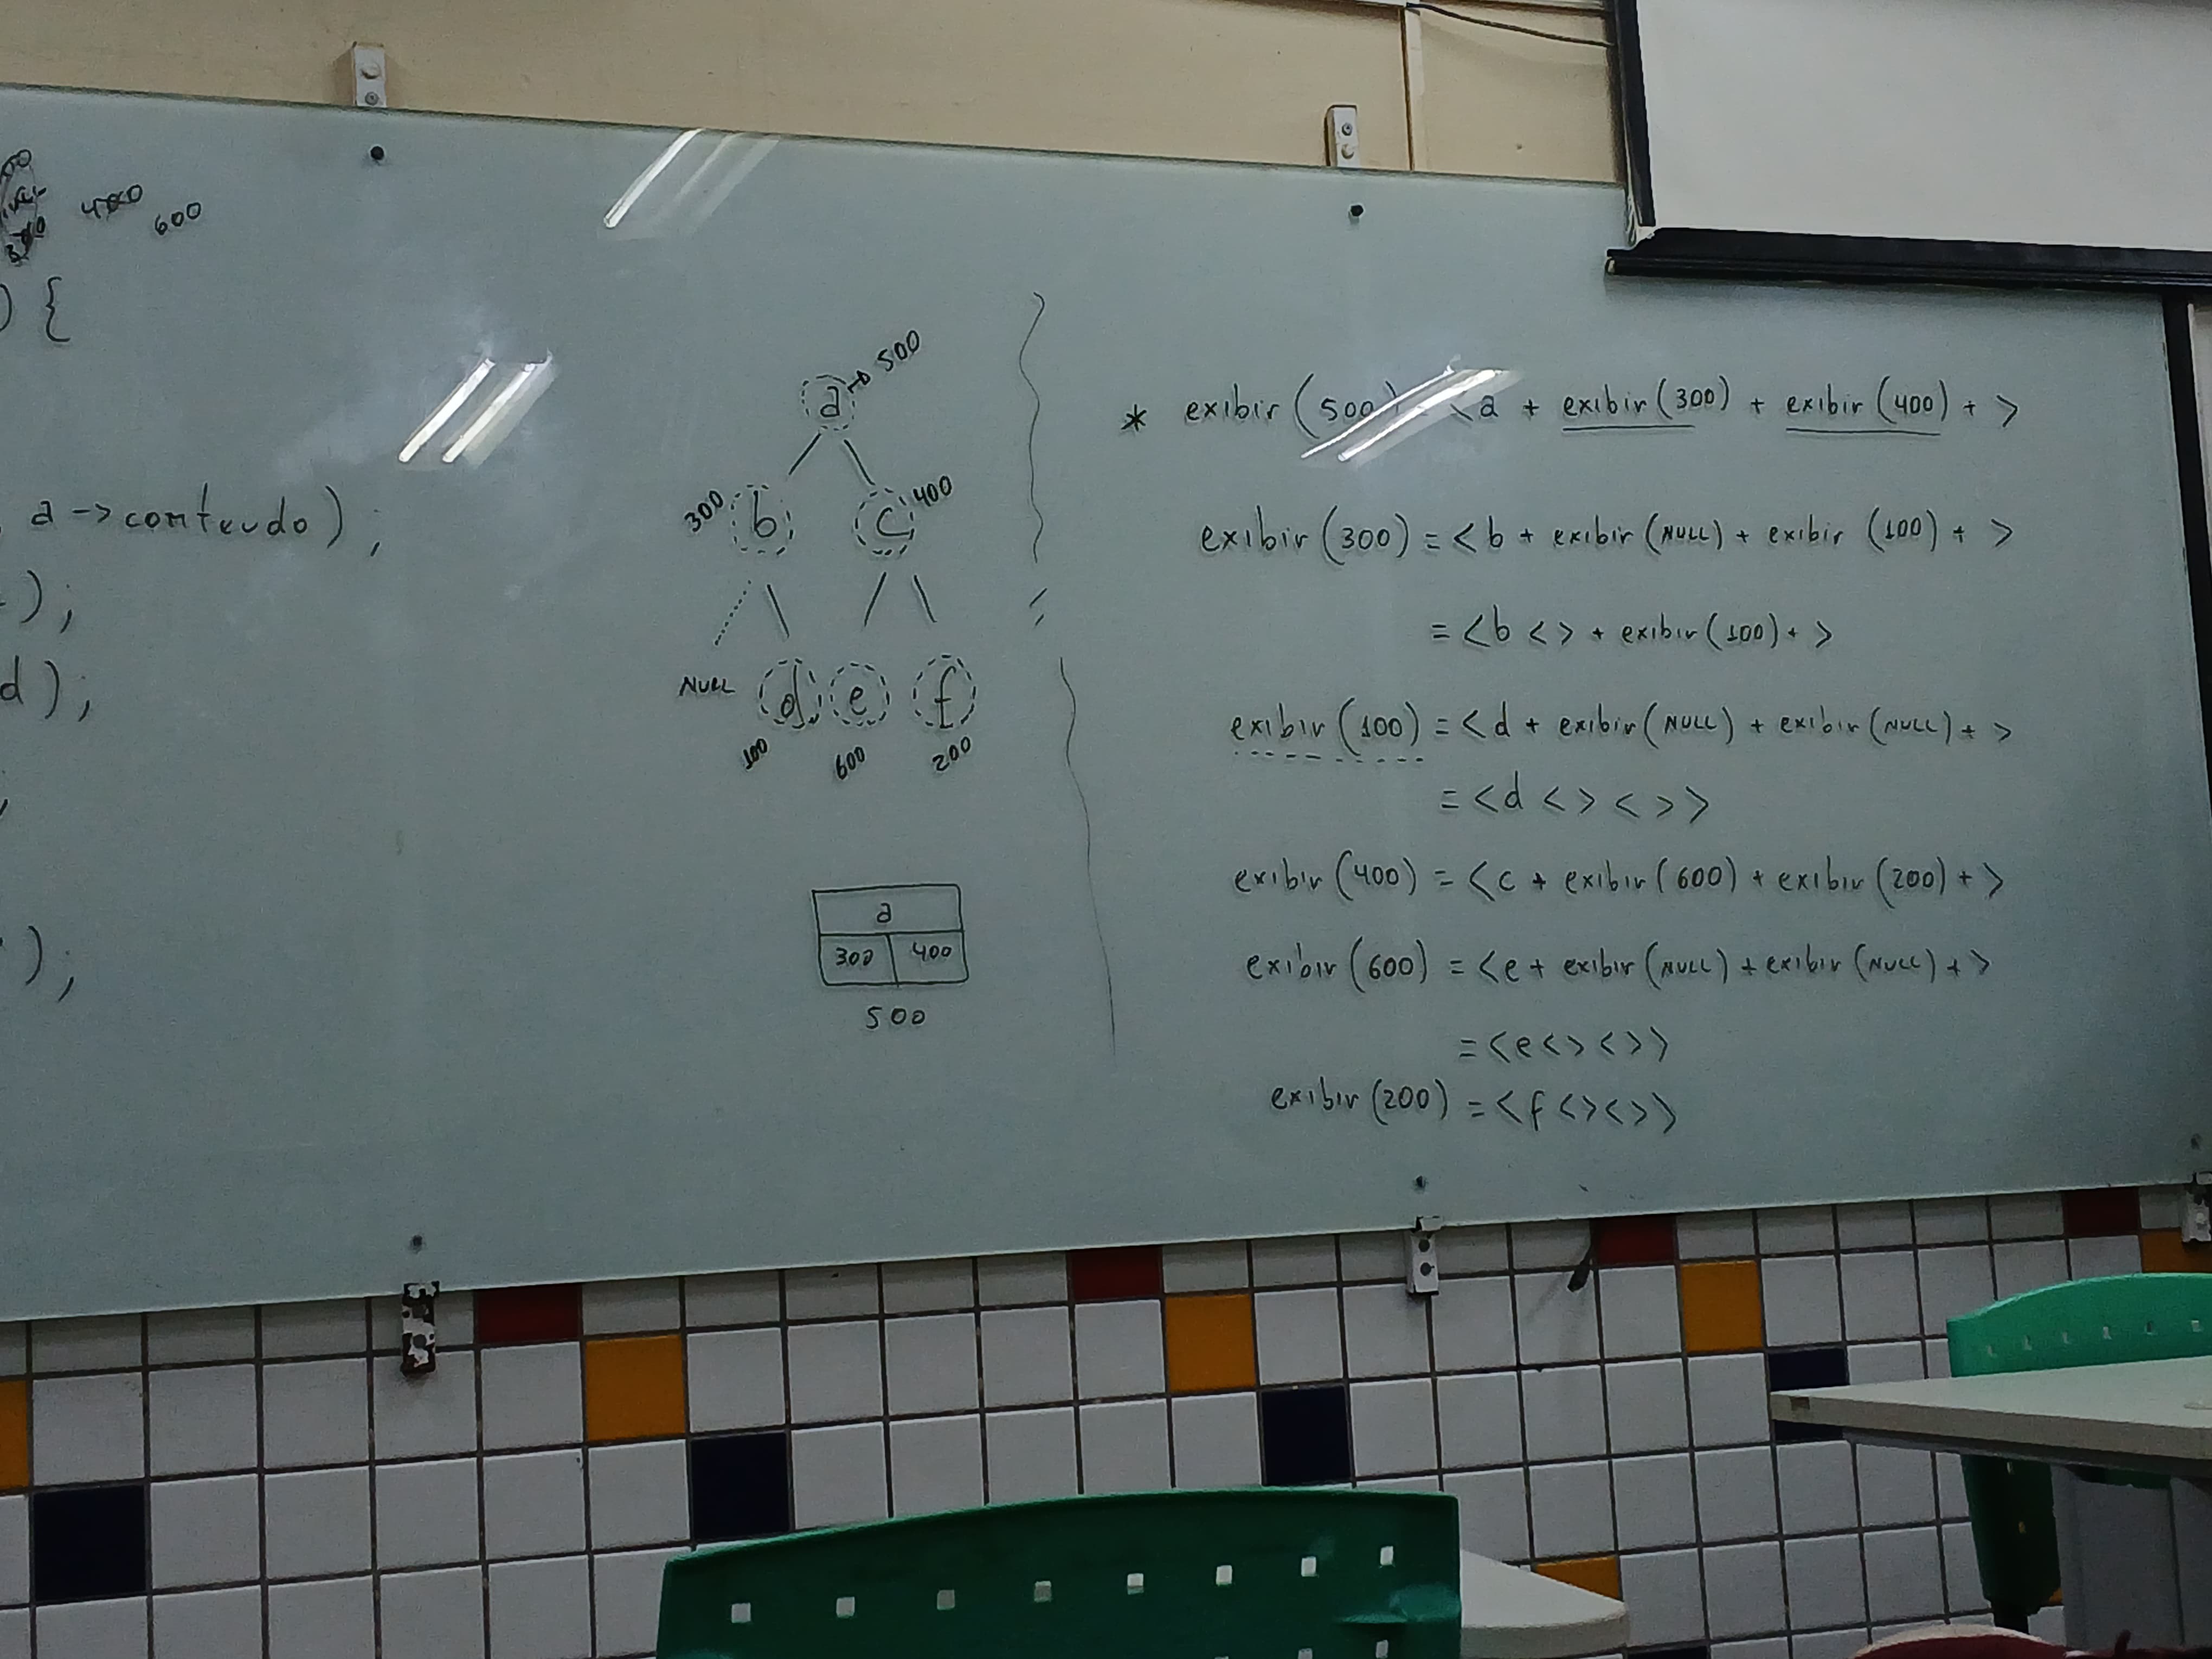 400
600
) {
a->conteudo);
);
d);
);
a → 500
300 b c 400
NULL d e f
100 600 200
a
300 400
500
* exibir (500) = <a + exibir (300) + exibir (400) + >
exibir (300) = <b + exibir (NULL) + exibir (100) + >
= <b <> + exibir (100) + >
exibir (100) = <d + exibir (NULL) + exibir (NULL) + >
= <d <> <>>
exibir (400) = <c + exibir (600) + exibir (200) + >
exibir (600) = <e + exibir (NULL) + exibir (NULL) + >
= <e <> <>>
exibir (200) = <f <> <>>